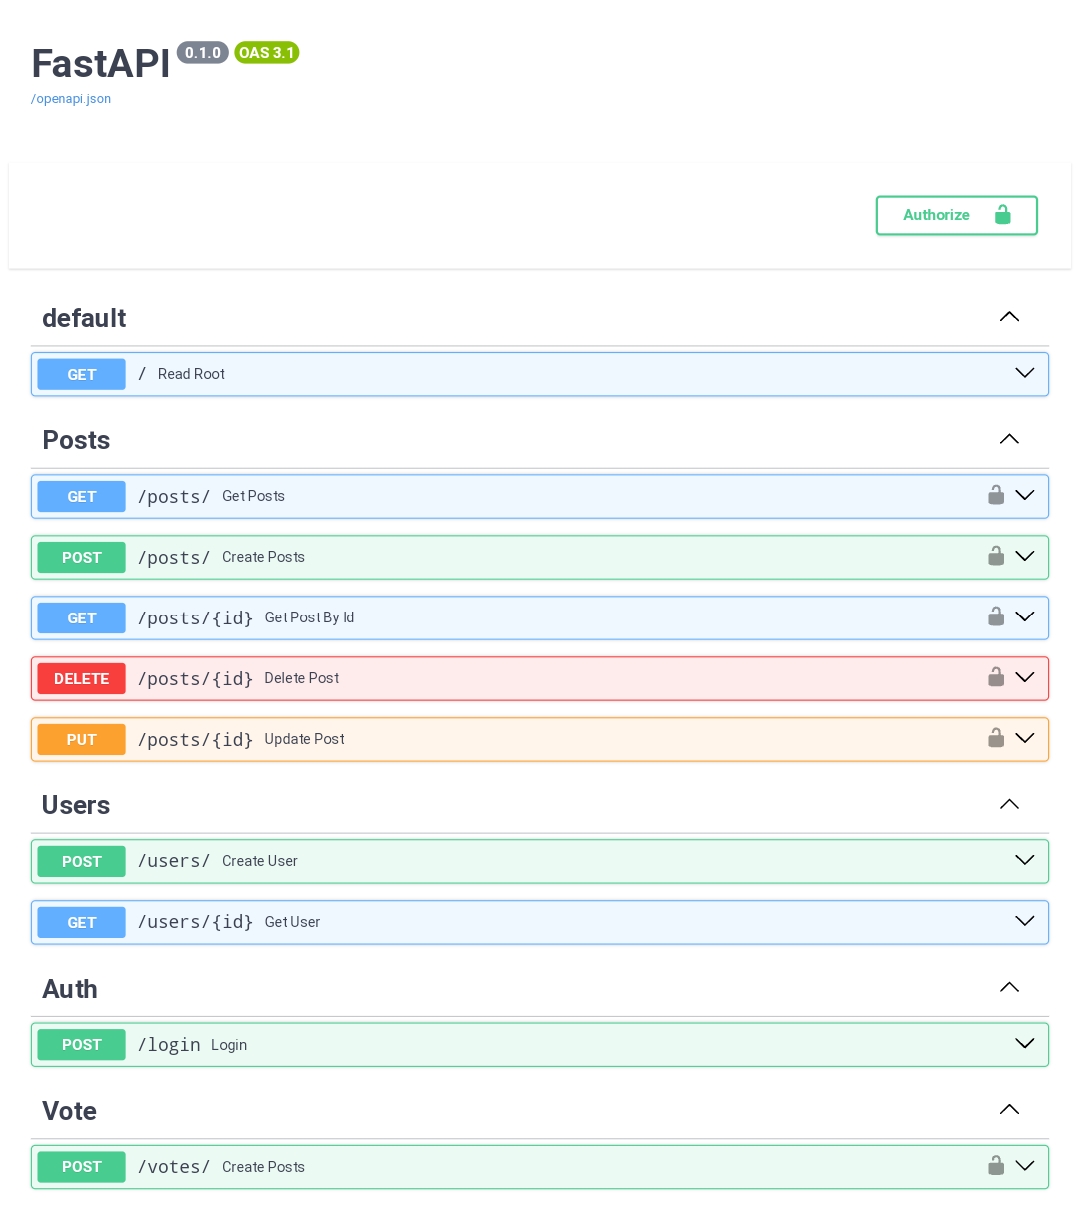 FastAPI 0.1.0 OAS 3.1
/openapi.json
Authorize
default
GET / Read Root
Posts
GET /posts/ Get Posts
POST /posts/ Create Posts
GET /posts/{id} Get Post By Id
DELETE /posts/{id} Delete Post
PUT /posts/{id} Update Post
Users
POST /users/ Create User
GET /users/{id} Get User
Auth
POST /login Login
Vote
POST /votes/ Create Posts